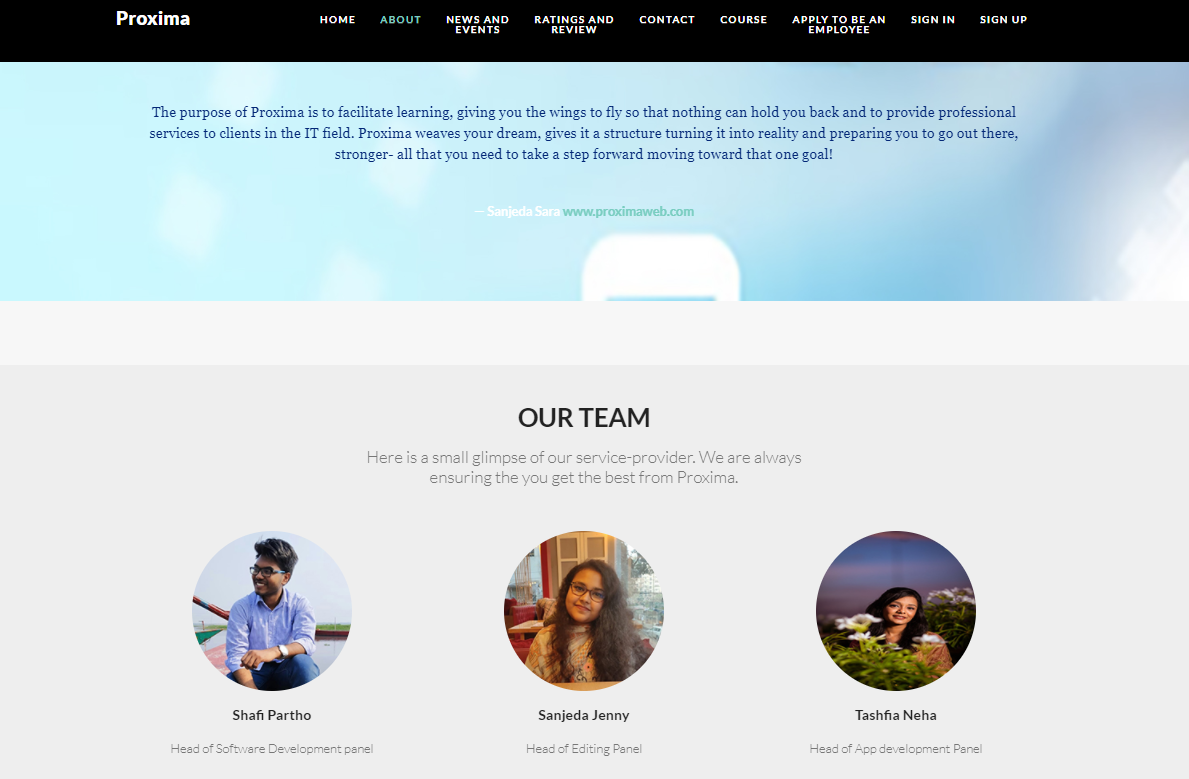 Proxima
HOME
ABOUT
NEWS AND
EVENTS
RATINGS AND
REVIEW
CONTACT
COURSE
APPLY TO BE AN
EMPLOYEE
SIGN IN
SIGN UP
The purpose of Proxima is to facilitate learning, giving you the wings to fly so that nothing can hold you back and to provide professional
services to clients in the IT field. Proxima weaves your dream, gives it a structure turning it into reality and preparing you to go out there,
stronger- all that you need to take a step forward moving toward that one goal!
— Sanjeda Sara www.proximaweb.com
OUR TEAM
Here is a small glimpse of our service-provider. We are always
ensuring the you get the best from Proxima.
Shafi Partho
Head of Software Development panel
Sanjeda Jenny
Head of Editing Panel
Tashfia Neha
Head of App development Panel